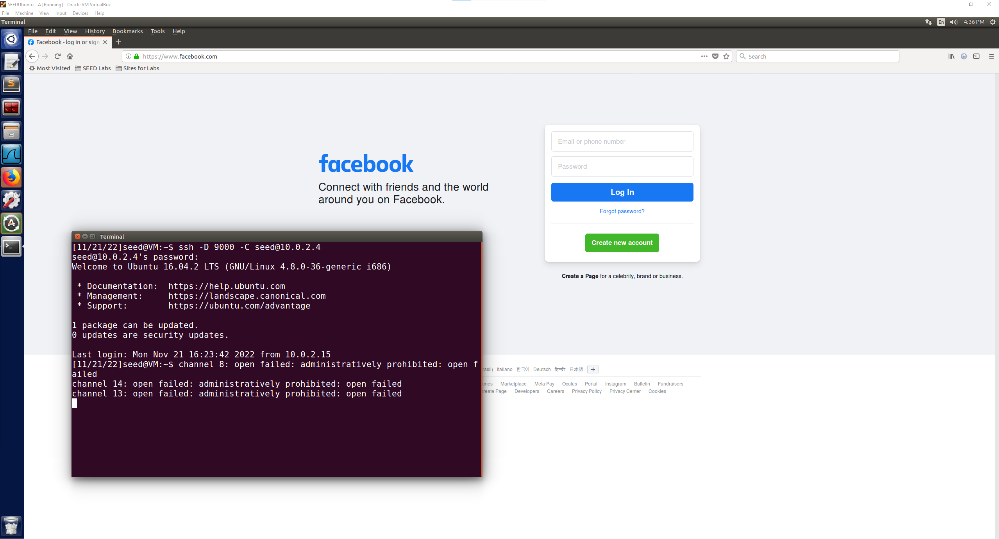 SEEDUbuntu - A [Running] - Oracle VM VirtualBox
File Machine View Input Devices Help
Terminal
En 4:36 PM
File Edit View History Bookmarks Tools Help
Facebook - log in or sign
https://www.facebook.com
Search
Most Visited SEED Labs Sites for Labs
facebook
Connect with friends and the world
around you on Facebook.
Email or phone number
Password
Log In
Forgot password?
Create new account
Create a Page for a celebrity, brand or business.
Terminal
[11/21/22]seed@VM:~$ ssh -D 9000 -C seed@10.0.2.4
seed@10.0.2.4's password:
Welcome to Ubuntu 16.04.2 LTS (GNU/Linux 4.8.0-36-generic i686)
* Documentation: https://help.ubuntu.com
* Management: https://landscape.canonical.com
* Support: https://ubuntu.com/advantage
1 package can be updated.
0 updates are security updates.
Last login: Mon Nov 21 16:23:42 2022 from 10.0.2.15
[11/21/22]seed@VM:~$ channel 8: open failed: administratively prohibited: open f
ailed
channel 14: open failed: administratively prohibited: open failed
channel 13: open failed: administratively prohibited: open failed
rasil) Italiano 한국어 Deutsch हिन्दी 日本語
ames Marketplace Meta Pay Oculus Portal Instagram Bulletin Fundraisers
reate Page Developers Careers Privacy Policy Privacy Center Cookies